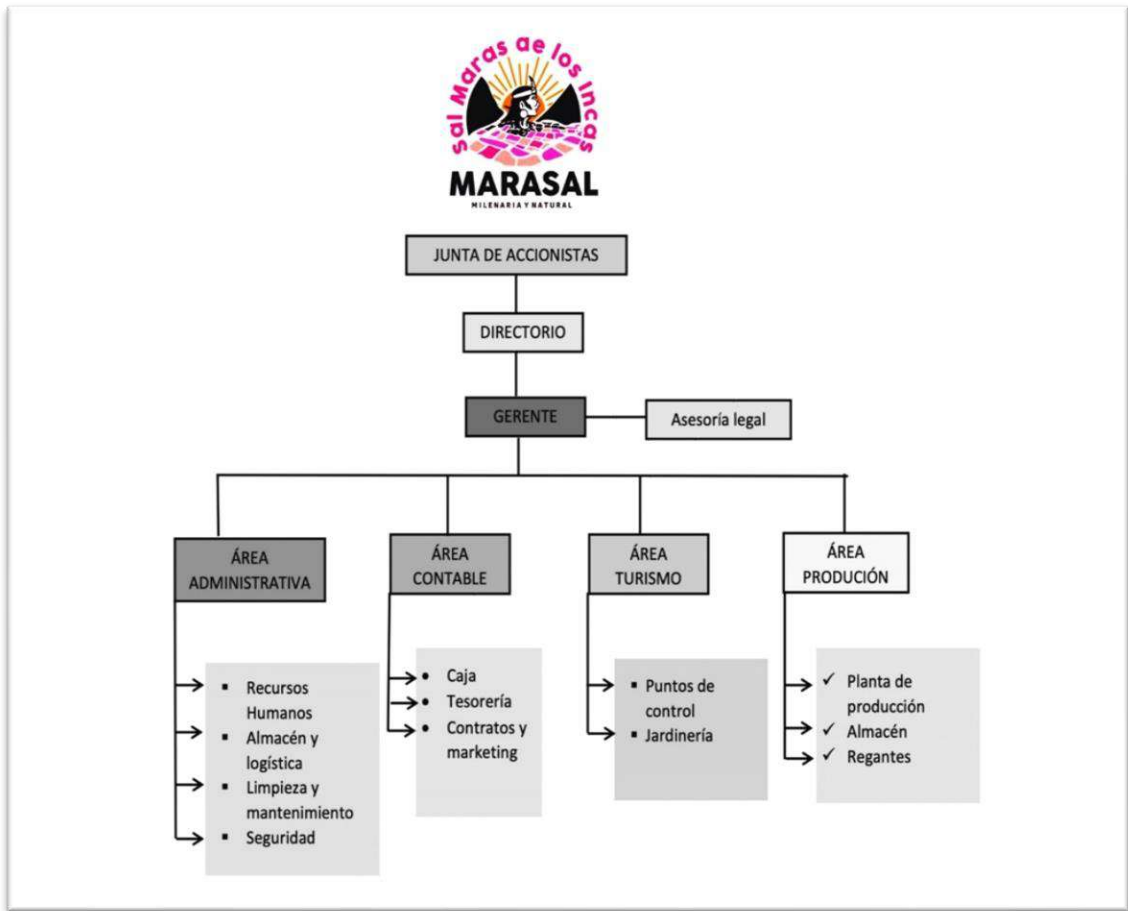 sal Maras de los Incas
MARASAL
MILENARIA Y NATURAL
JUNTA DE ACCIONISTAS
DIRECTORIO
GERENTE
Asesoría legal
ÁREA
ADMINISTRATIVA
ÁREA
CONTABLE
ÁREA
TURISMO
ÁREA
PRODUCIÓN
▪ Recursos
Humanos
▪ Almacén y
logística
▪ Limpieza y
mantenimiento
▪ Seguridad
• Caja
• Tesorería
• Contratos y
marketing
▪ Puntos de
control
▪ Jardinería
✓ Planta de
producción
✓ Almacén
✓ Regantes